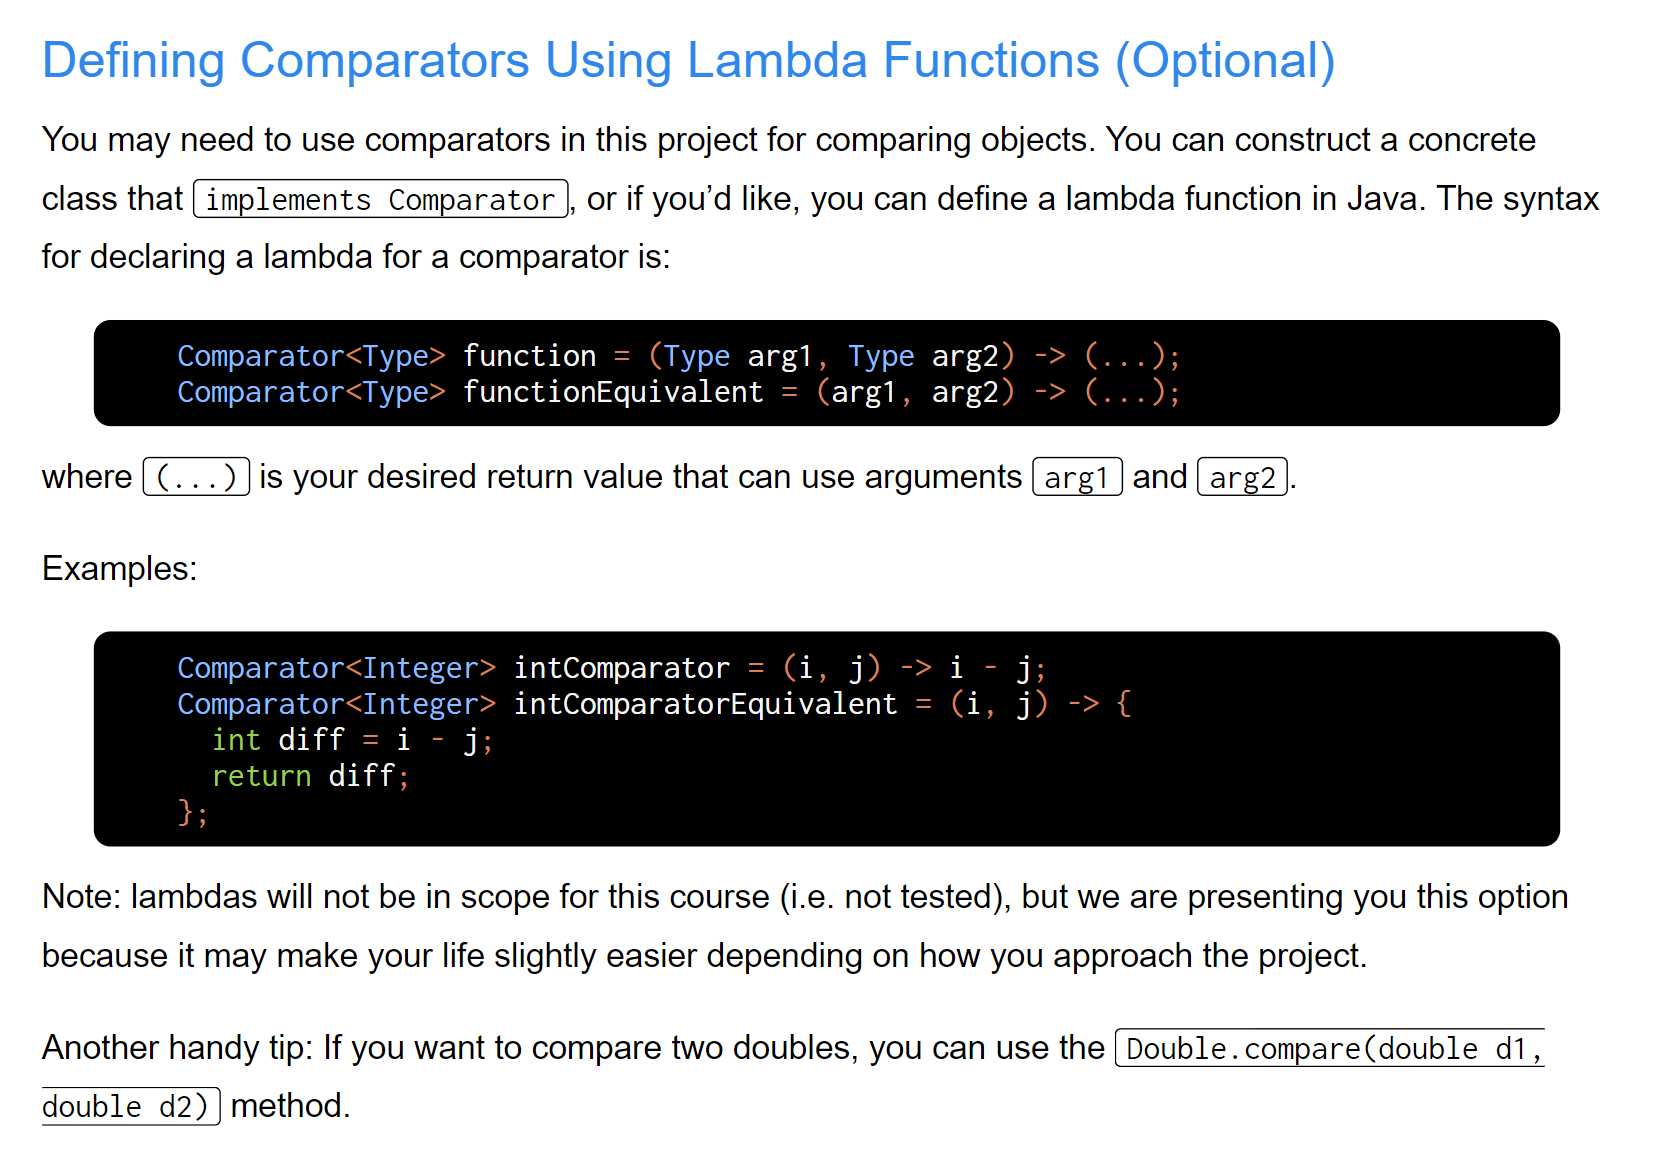 Defining Comparators Using Lambda Functions (Optional)
You may need to use comparators in this project for comparing objects. You can construct a concrete
class that implements Comparator, or if you’d like, you can define a lambda function in Java. The syntax
for declaring a lambda for a comparator is:
Comparator<Type> function = (Type arg1, Type arg2) -> (...);
Comparator<Type> functionEquivalent = (arg1, arg2) -> (...);
where (...) is your desired return value that can use arguments arg1 and arg2.
Examples:
Comparator<Integer> intComparator = (i, j) -> i - j;
Comparator<Integer> intComparatorEquivalent = (i, j) -> {
int diff = i - j;
return diff;
};
Note: lambdas will not be in scope for this course (i.e. not tested), but we are presenting you this option
because it may make your life slightly easier depending on how you approach the project.
Another handy tip: If you want to compare two doubles, you can use the Double.compare(double d1,
double d2) method.